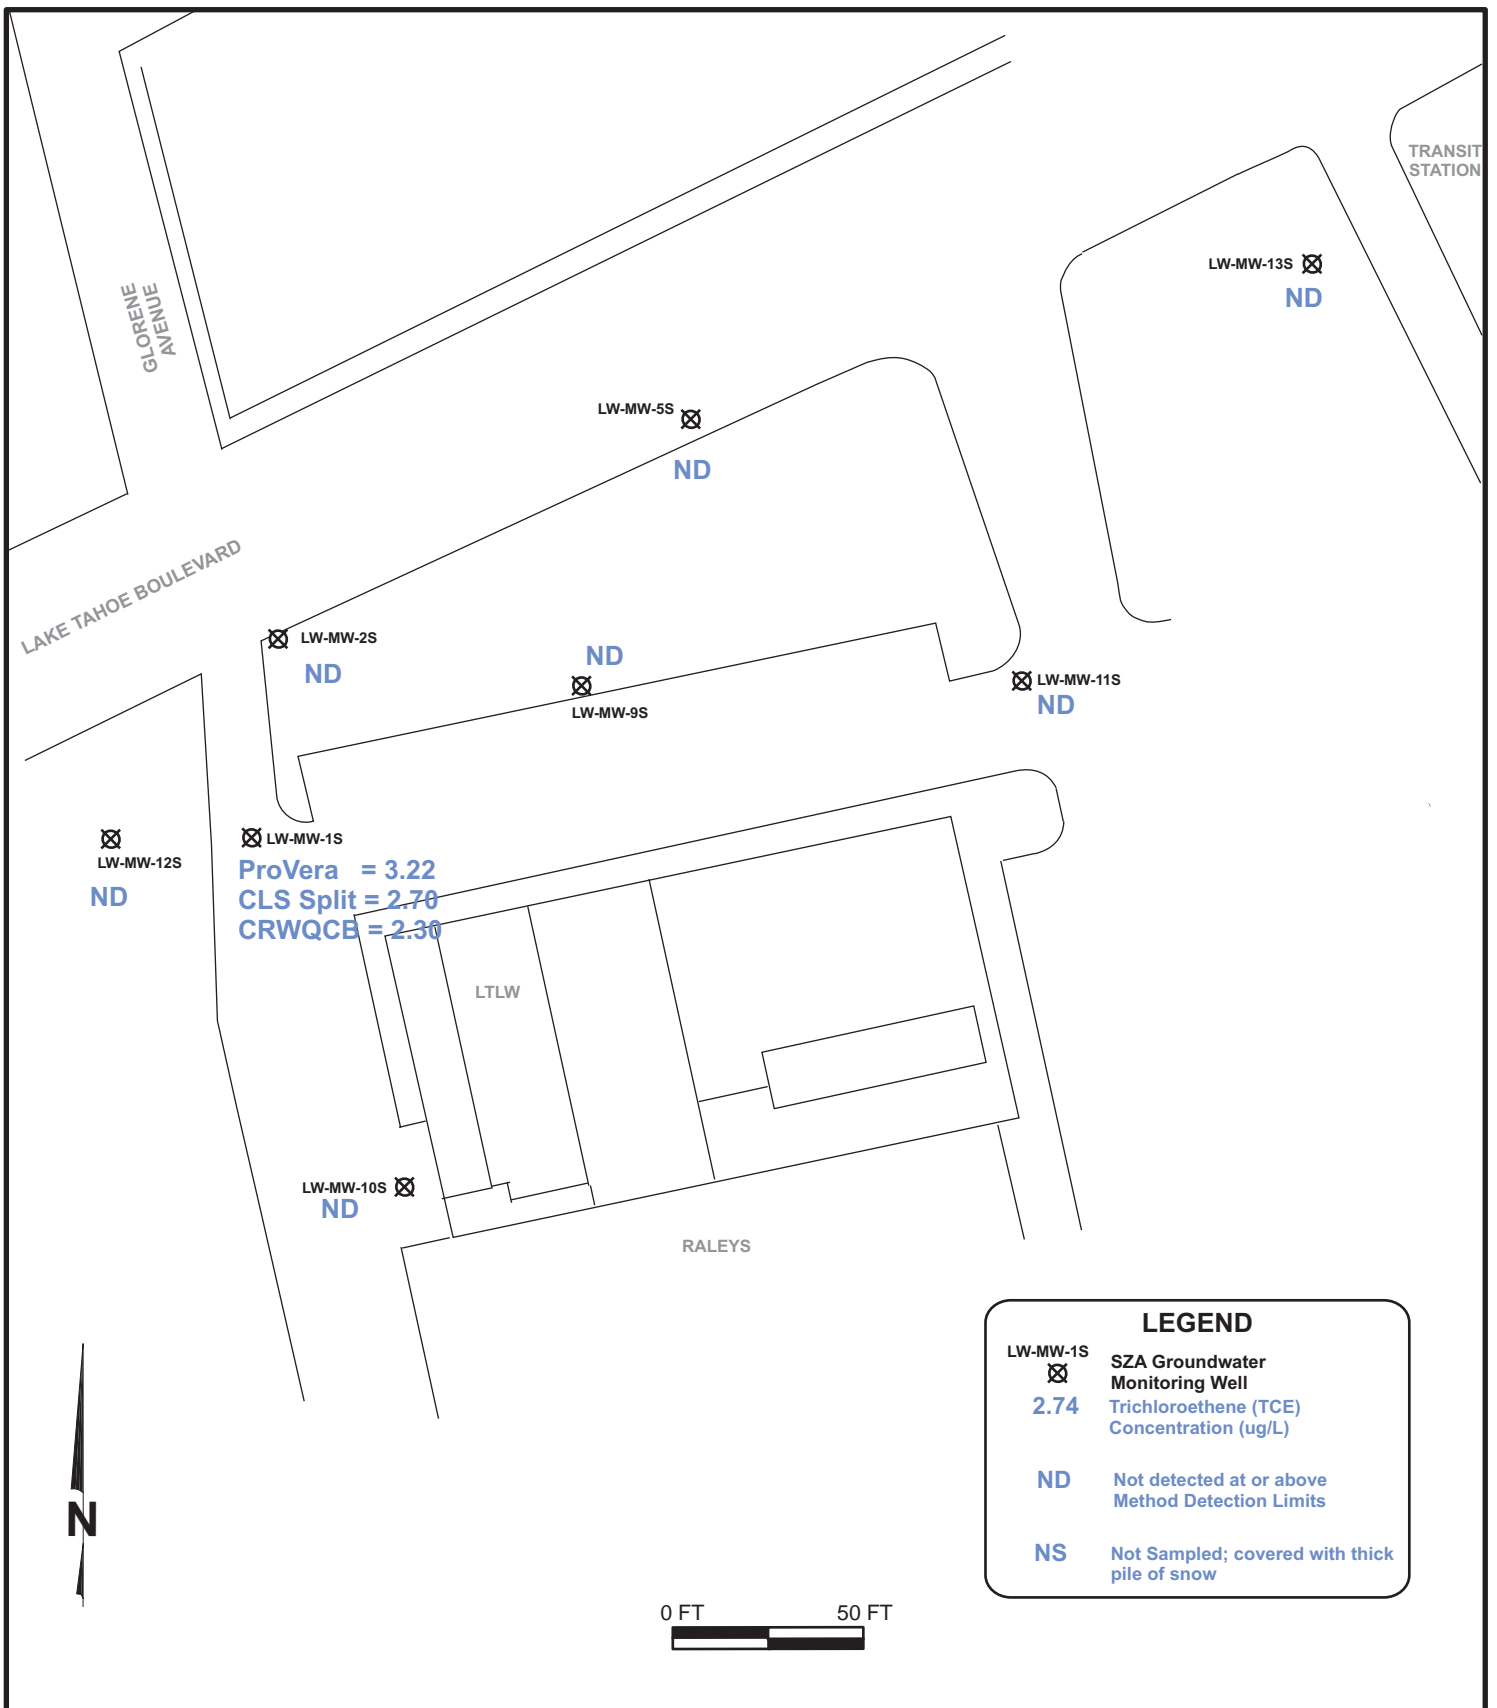 TRANSIT
STATION
LW-MW-13S
ND
GLORENE
AVENUE
LW-MW-5S
ND
LAKE TAHOE BOULEVARD
LW-MW-2S
ND
ND
LW-MW-9S
LW-MW-11S
ND
LW-MW-12S
ND
LW-MW-1S
ProVera = 3.22
CLS Split = 2.70
CRWQCB = 2.30
LTLW
LW-MW-10S
ND
RALEYS
LEGEND
LW-MW-1S
SZA Groundwater
Monitoring Well
2.74
Trichloroethene (TCE)
Concentration (ug/L)
ND
Not detected at or above
Method Detection Limits
NS
Not Sampled; covered with thick
pile of snow
N
0 FT
50 FT